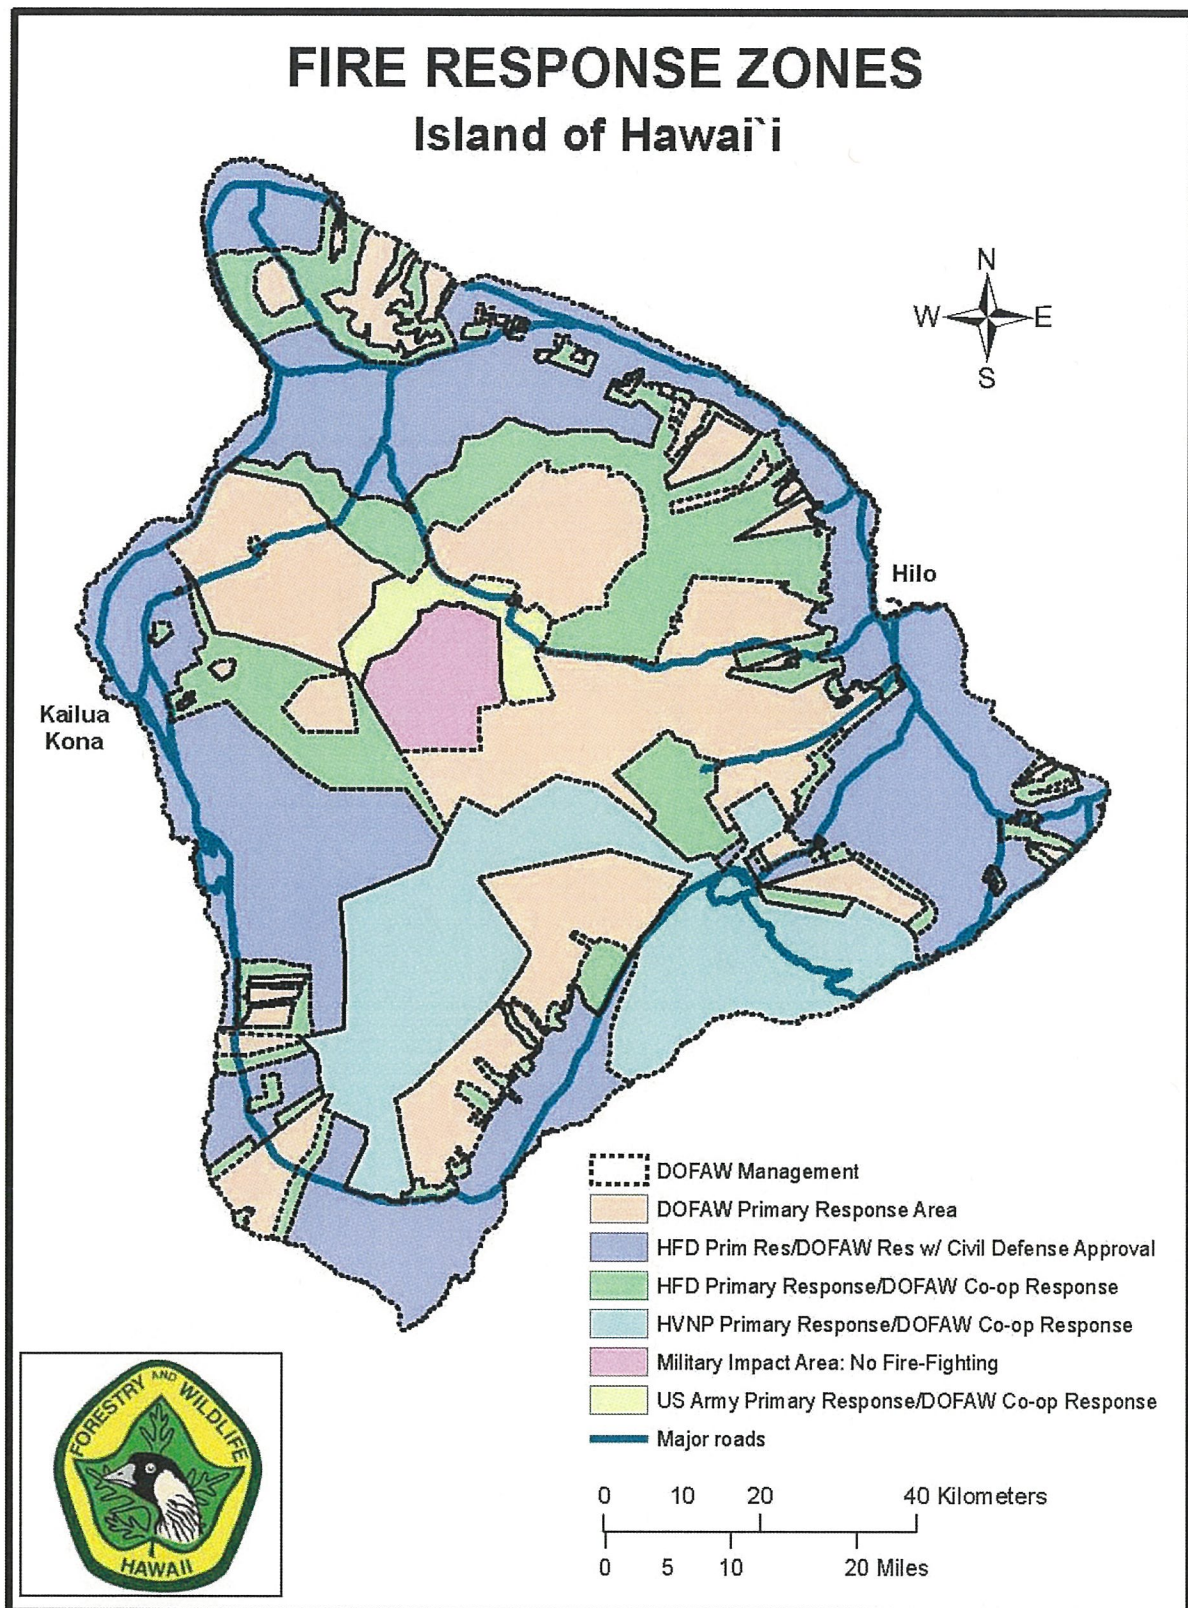 FIRE RESPONSE ZONES
Island of Hawai`i
N
W E
S
Hilo
Kailua
Kona
DOFAW Management
DOFAW Primary Response Area
HFD Prim Res/DOFAW Res w/ Civil Defense Approval
HFD Primary Response/DOFAW Co-op Response
HVNP Primary Response/DOFAW Co-op Response
Military Impact Area: No Fire-Fighting
US Army Primary Response/DOFAW Co-op Response
Major roads
0 10 20 40 Kilometers
0 5 10 20 Miles
FORESTRY AND WILDLIFE
HAWAII